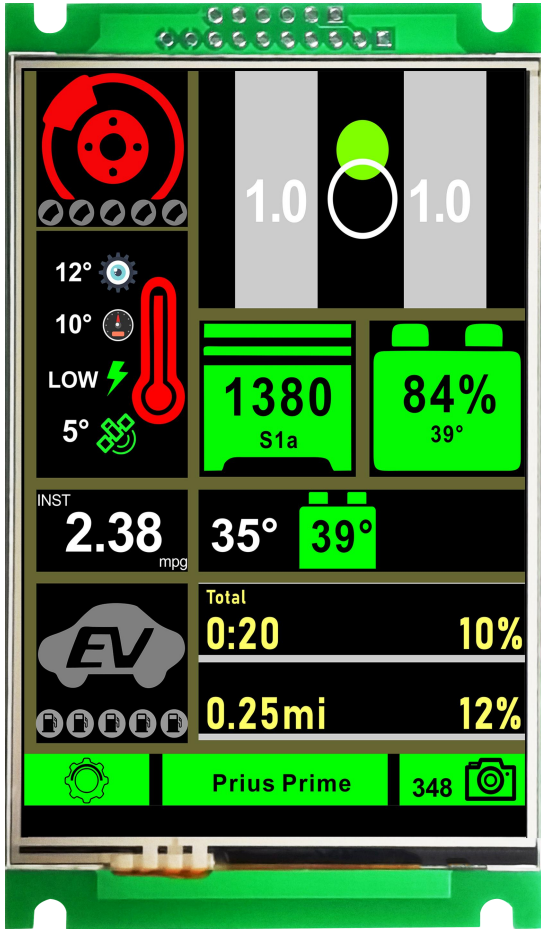 1.0
1.0
12°
10°
LOW
5°
1380
S1a
84%
39°
INST
2.38
mpg
35°
39°
Total
0:20
10%
EV
0.25mi
12%
Prius Prime
348